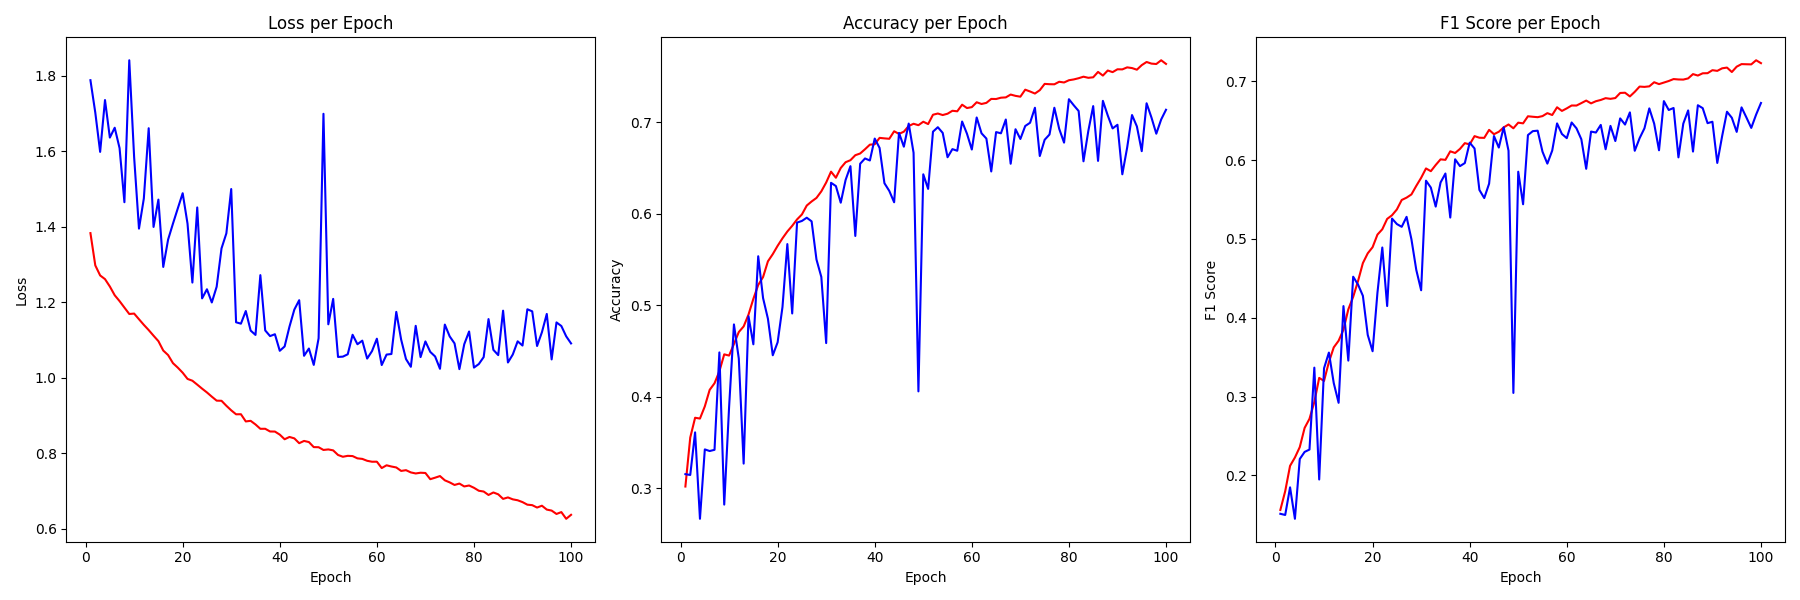 Loss per Epoch
Loss
1.8
1.6
1.4
1.2
1.0
0.8
0.6
0 20 40 60 80 100
Epoch
Accuracy per Epoch
Accuracy
0.7
0.6
0.5
0.4
0.3
0 20 40 60 80 100
Epoch
F1 Score per Epoch
F1 Score
0.7
0.6
0.5
0.4
0.3
0.2
0 20 40 60 80 100
Epoch